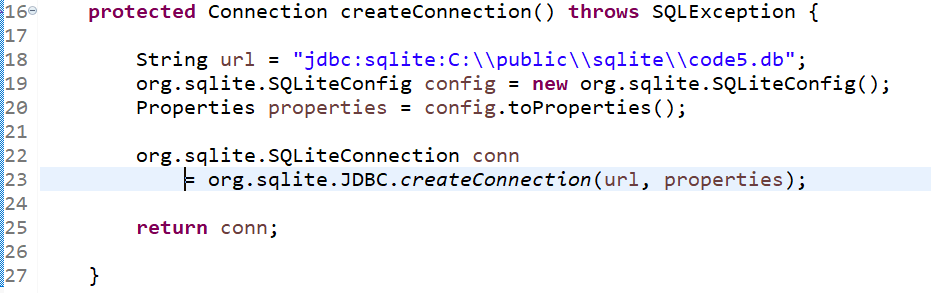 16 protected Connection createConnection() throws SQLException {
17
18 String url = "jdbc:sqlite:C:\\public\\sqlite\\code5.db";
19 org.sqlite.SQLiteConfig config = new org.sqlite.SQLiteConfig();
20 Properties properties = config.toProperties();
21
22 org.sqlite.SQLiteConnection conn
23 = org.sqlite.JDBC.createConnection(url, properties);
24
25 return conn;
26
27 }